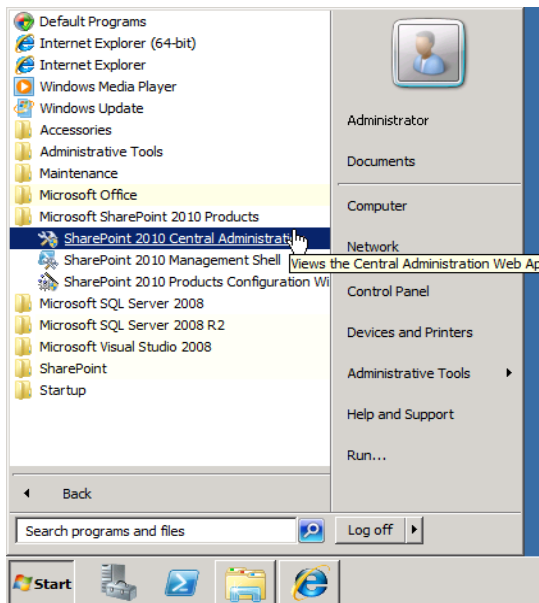 Default Programs
Internet Explorer (64-bit)
Internet Explorer
Windows Media Player
Windows Update
Accessories
Administrative Tools
Maintenance
Microsoft Office
Microsoft SharePoint 2010 Products
SharePoint 2010 Central Administrati
SharePoint 2010 Management Shell
SharePoint 2010 Products Configuration Wi
Microsoft SQL Server 2008
Microsoft SQL Server 2008 R2
Microsoft Visual Studio 2008
SharePoint
Startup
Back
Search programs and files
Administrator
Documents
Computer
Network
Views the Central Administration Web Ap
Control Panel
Devices and Printers
Administrative Tools
Help and Support
Run...
Log off
Start